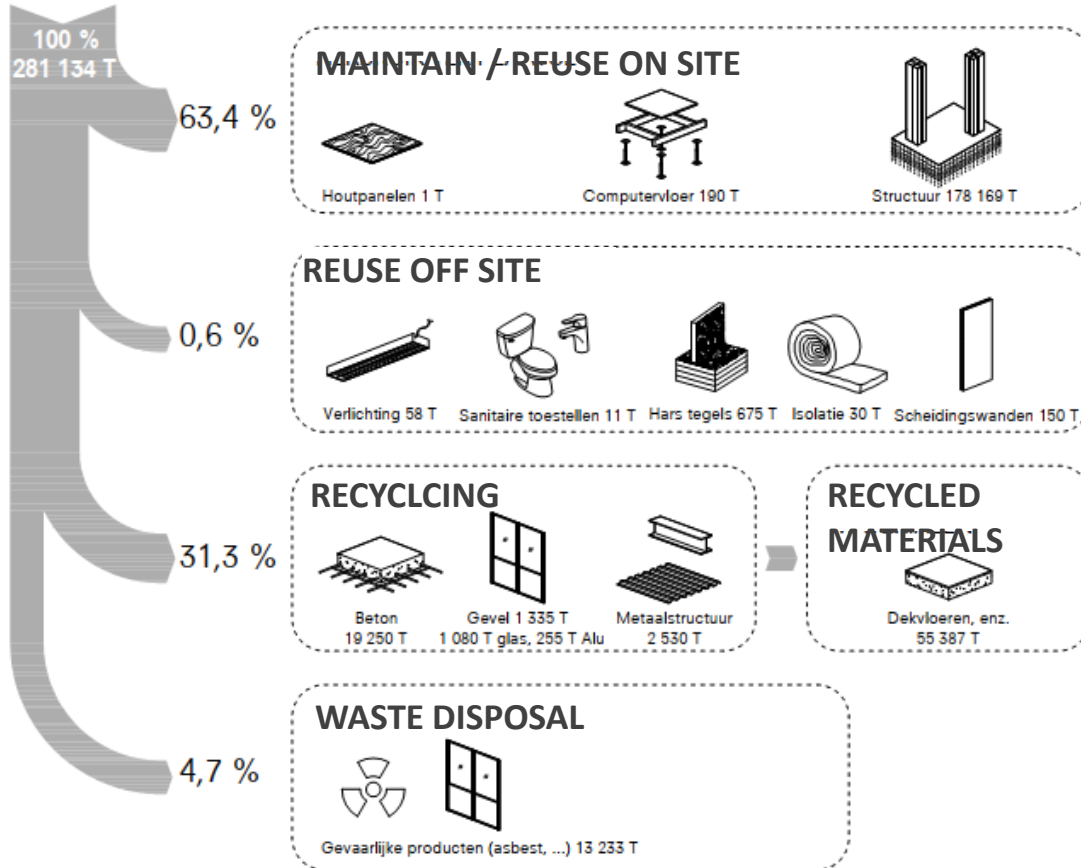 100 %
281 134 T
MAINTAIN / REUSE ON SITE
63,4 %
Houtpanelen 1 T
Computervloer 190 T
Structuur 178 169 T
REUSE OFF SITE
0,6 %
Verlichting 58 T
Sanitaire toestellen 11 T
Hars tegels 675 T
Isolatie 30 T
Scheidingswanden 150 T
RECYCLCING
31,3 %
Beton
19 250 T
Gevel 1 335 T
1 080 T glas, 255 T Alu
Metaalstructuur
2 530 T
RECYCLED
MATERIALS
Dekvloeren, enz.
55 387 T
WASTE DISPOSAL
4,7 %
Gevaarlijke producten (asbest, ...) 13 233 T